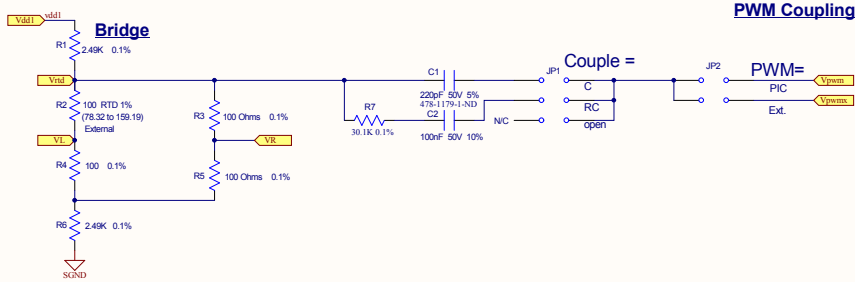 PWM Coupling
Vdd1 vdd1
Bridge
R1 2.49K 0.1%
Vrtd
R2 100 RTD 1%
(78.32 to 159.19)
External
VL
R4 100 0.1%
R6 2.49K 0.1%
SGND
R3 100 Ohms 0.1%
VR
R5 100 Ohms 0.1%
R7
30.1K 0.1%
C1
220pF 50V 5%
478-1179-1-ND
C2
100nF 50V 10%
N/C
JP1
Couple =
C
RC
open
JP2
PWM=
PIC
Ext.
Vpwm
Vpwmx